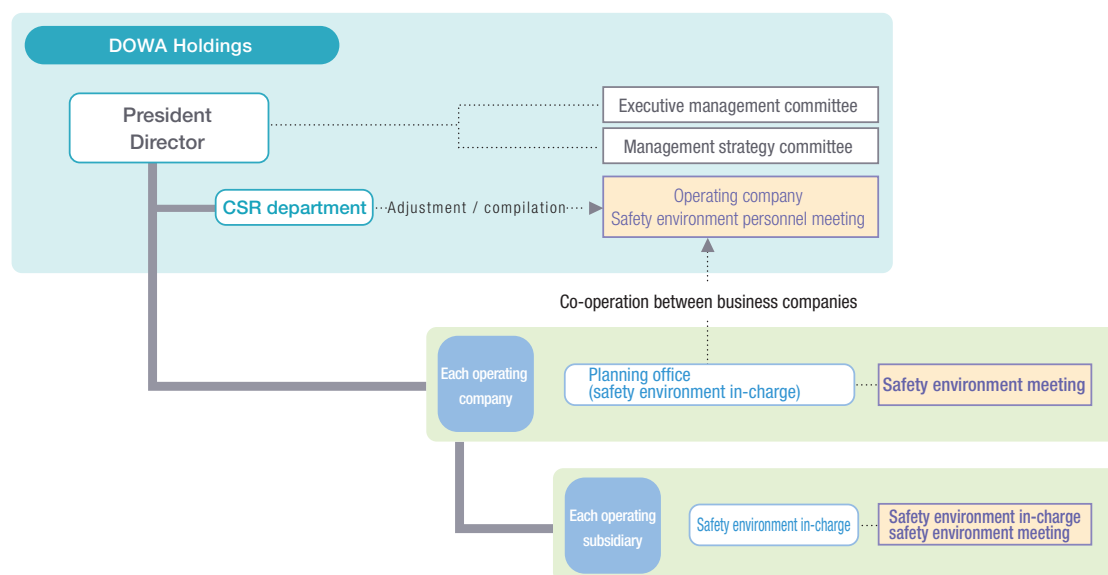 DOWA Holdings
President
Director
Executive management committee
Management strategy committee
CSR department
Adjustment / compilation
Operating company
Safety environment personnel meeting
Co-operation between business companies
Each operating
company
Planning office
(safety environment in-charge)
Safety environment meeting
Each operating
subsidiary
Safety environment in-charge
Safety environment in-charge
safety environment meeting